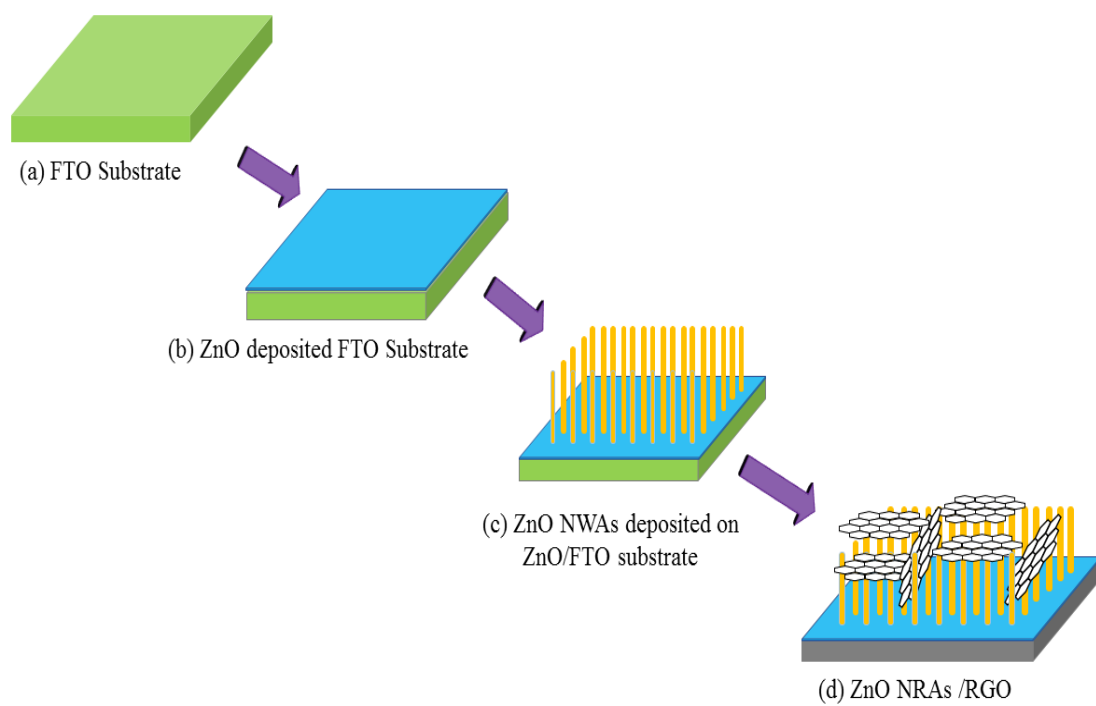 (a) FTO Substrate
(b) ZnO deposited FTO Substrate
(c) ZnO NWAs deposited on
ZnO/FTO substrate
(d) ZnO NRAs /RGO